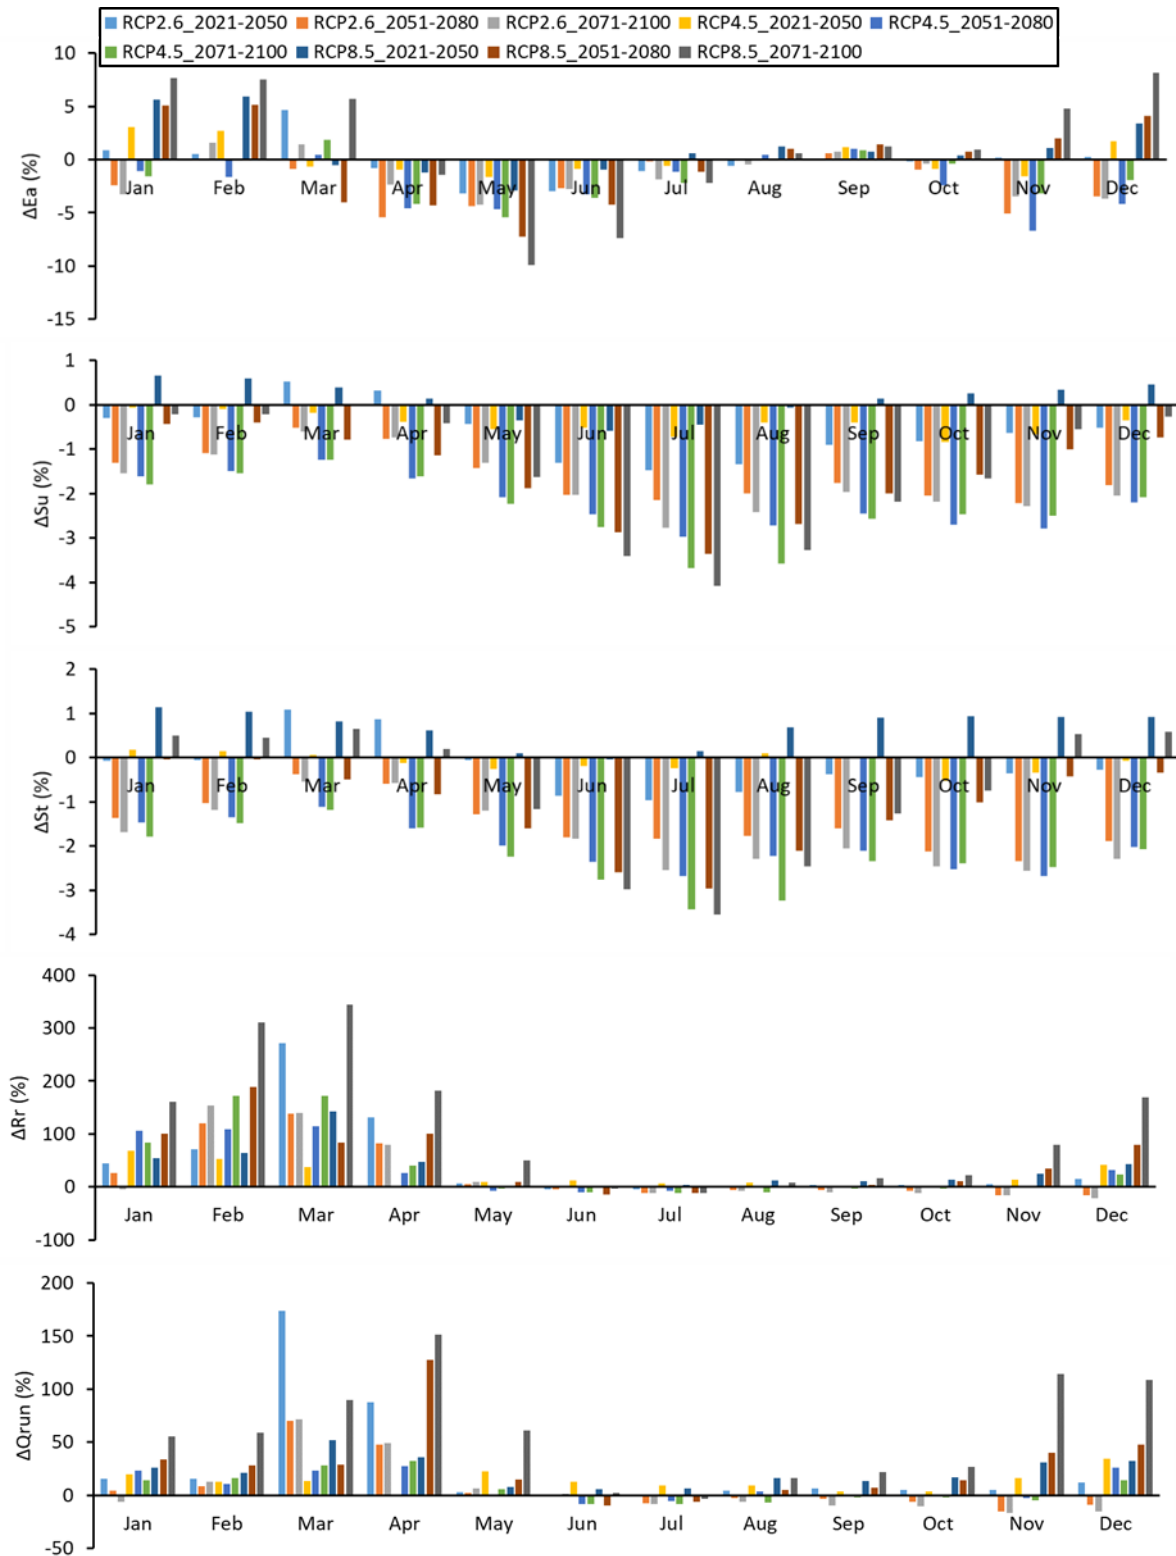 RCP2.6_2021-2050 RCP2.6_2051-2080 RCP2.6_2071-2100 RCP4.5_2021-2050 RCP4.5_2051-2080
RCP4.5_2071-2100 RCP8.5_2021-2050 RCP8.5_2051-2080 RCP8.5_2071-2100
ΔEa (%)
10
5
0
-5
-10
-15
Jan Feb Mar Apr May Jun Jul Aug Sep Oct Nov Dec
ΔSu (%)
1
0
-1
-2
-3
-4
-5
Jan Feb Mar Apr May Jun Jul Aug Sep Oct Nov Dec
ΔSt (%)
2
1
0
-1
-2
-3
-4
Jan Feb Mar Apr May Jun Jul Aug Sep Oct Nov Dec
ΔRr (%)
400
300
200
100
0
-100
Jan Feb Mar Apr May Jun Jul Aug Sep Oct Nov Dec
ΔQrun (%)
200
150
100
50
0
-50
Jan Feb Mar Apr May Jun Jul Aug Sep Oct Nov Dec